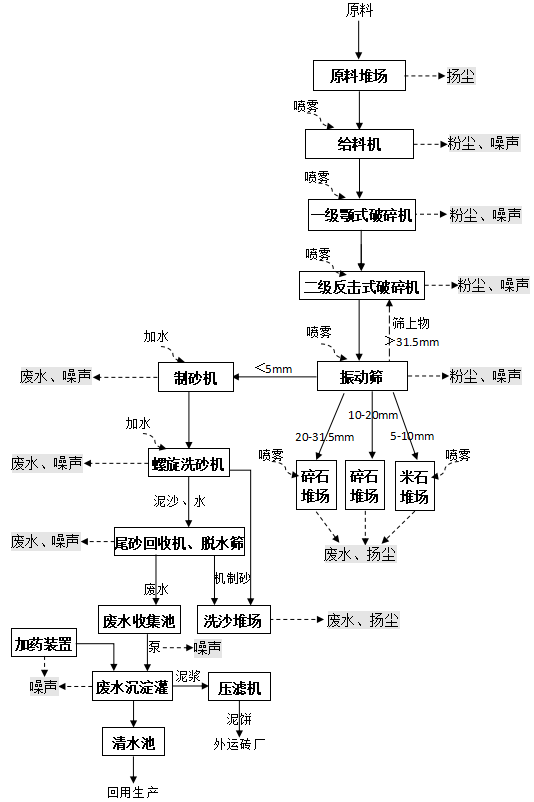 原料
原料堆场
扬尘
喷雾
给料机
粉尘、噪声
喷雾
一级颚式破碎机
粉尘、噪声
喷雾
二级反击式破碎机
粉尘、噪声
筛上物
＞31.5mm
喷雾
加水
废水、噪声
制砂机
＜5mm
振动筛
粉尘、噪声
10-20mm
20-31.5mm
5-10mm
加水
废水、噪声
螺旋洗砂机
喷雾
碎石
堆场
碎石
堆场
米石
堆场
喷雾
泥沙、水
废水、噪声
尾砂回收机、脱水筛
废水、扬尘
废水
机制砂
废水收集池
洗沙堆场
废水、扬尘
加药装置
泵
噪声
噪声
废水沉淀灌
泥浆
压滤机
泥饼
清水池
外运砖厂
回用生产